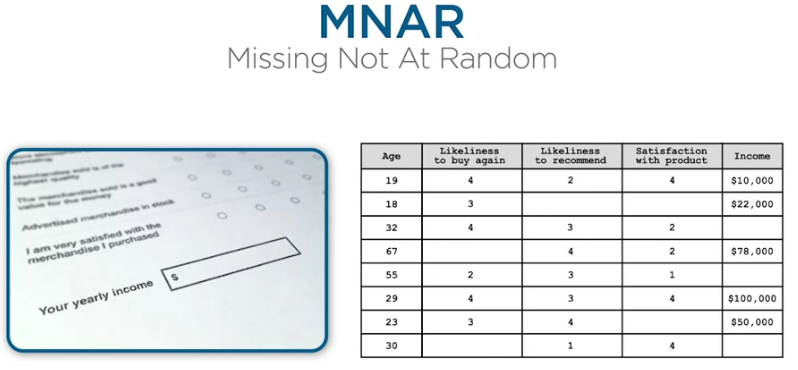 MNAR
Missing Not At Random
Merchandise sold is of the
highest quality
The merchandise sold is a good
value for the money
Advertised merchandise in stock
I am very satisfied with the
merchandise I purchased
Your yearly income $
Age Likeliness to buy again Likeliness to recommend Satisfaction with product Income
19 4 2 4 $10,000
18 3 $22,000
32 4 3 2
67 4 2 $78,000
55 2 3 1
29 4 3 4 $100,000
23 3 4 $50,000
30 1 4